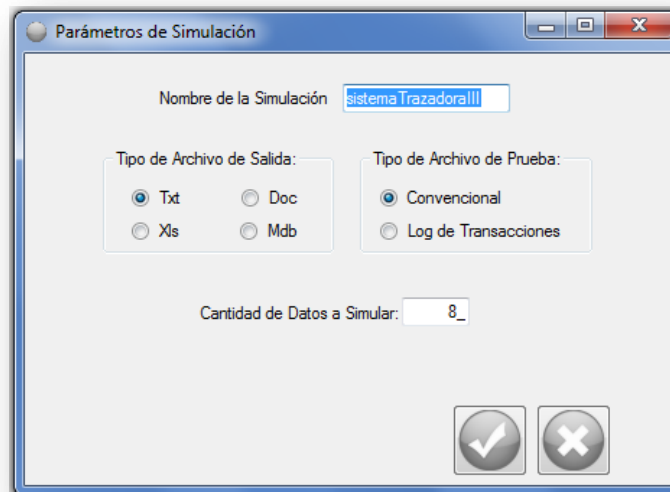 Parámetros de Simulación
Nombre de la Simulación sistemaTrazadoraIII
Tipo de Archivo de Salida: Tipo de Archivo de Prueba:
Txt Doc Convencional
Xls Mdb Log de Transacciones
Cantidad de Datos a Simular: 8_